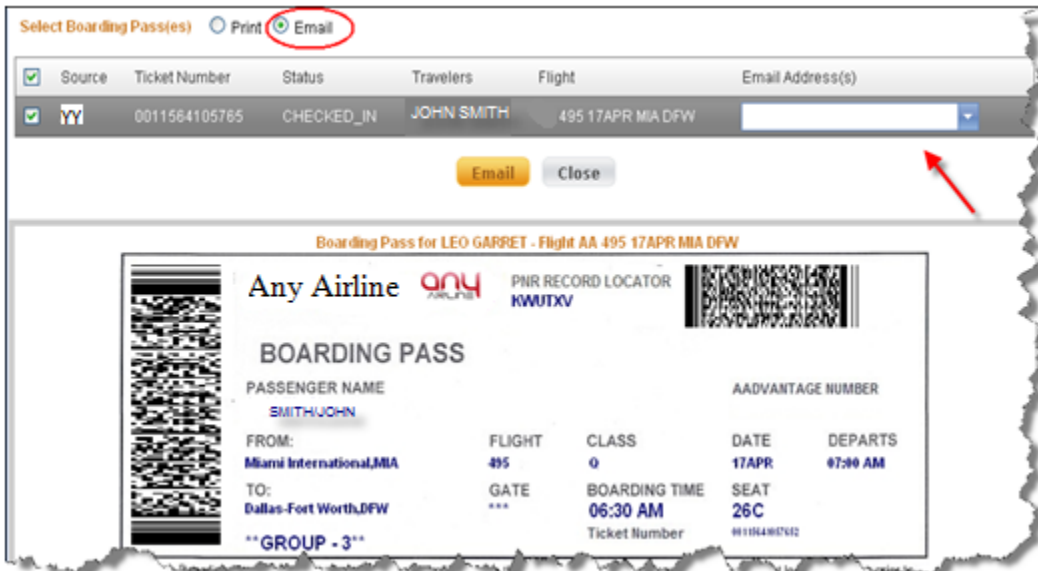 Select Boarding Pass(es) Print Email
Source Ticket Number Status Travelers Flight Email Address(s)
YY 0011564105765 CHECKED_IN JOHN SMITH 495 17APR MIA DFW
Email Close
Boarding Pass for LEO GARRET - Flight AA 495 17APR MIA DFW
Any Airline any AIRLINE PNR RECORD LOCATOR
KWUTXV
BOARDING PASS
PASSENGER NAME AADVANTAGE NUMBER
SMITH/JOHN
FROM: FLIGHT CLASS DATE DEPARTS
Miami International,MIA 495 Q 17APR 07:00 AM
TO: GATE BOARDING TIME SEAT
Dallas-Fort Worth,DFW *** 06:30 AM 26C
**GROUP - 3** Ticket Number